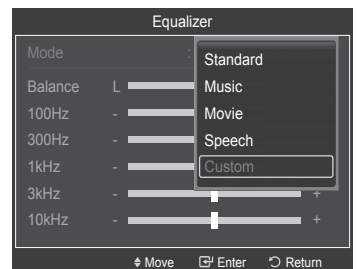 Equalizer
Mode :
Standard
Music
Movie
Speech
Custom
Balance L
100Hz -
300Hz -
1kHz -
3kHz - +
10kHz - +
Move Enter Return